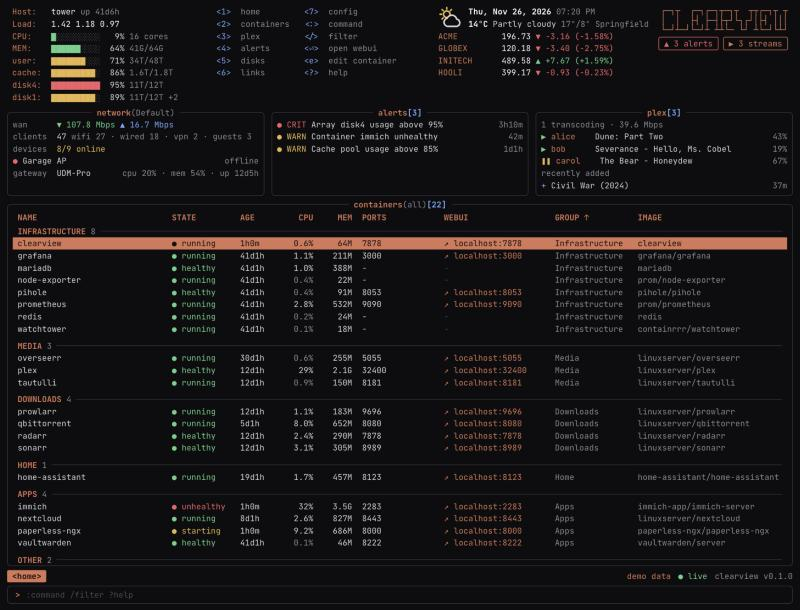 Host: tower up 41d6h
Load: 1.42 1.18 0.97
CPU: 9% 16 cores
MEM: 64% 41G/64G
user: 71% 34T/48T
cache: 86% 1.6T/1.8T
disk4: 95% 11T/12T
disk1: 89% 11T/12T +2
<1> home <7> config
<2> containers <:> command
<3> plex </> filter
<4> alerts <↵> open webui
<5> disks <e> edit container
<6> links <?> help
Thu, Nov 26, 2026 07:20 PM
14°C Partly cloudy 17°/8° Springfield
ACME 196.73 ▼ -3.16 (-1.58%)
GLOBEX 120.18 ▼ -3.40 (-2.75%)
INITECH 489.58 ▲ +7.67 (+1.59%)
HOOLI 399.17 ▼ -0.93 (-0.23%)
▲ 3 alerts ▶ 3 streams
network(Default)
wan ▼ 107.8 Mbps ▲ 16.7 Mbps
clients 47 wifi 27 · wired 18 · vpn 2 · guests 3
devices 8/9 online
● Garage AP offline
gateway UDM-Pro cpu 20% · mem 54% · up 12d5h
alerts[3]
● CRIT Array disk4 usage above 95% 3h10m
● WARN Container immich unhealthy 42m
● WARN Cache pool usage above 85% 1d1h
plex[3]
1 transcoding · 39.6 Mbps
▶ alice Dune: Part Two 43%
▶ bob Severance - Hello, Ms. Cobel 19%
❚❚ carol The Bear - Honeydew 67%
recently added
+ Civil War (2024) 37m
containers(all)[22]
NAME STATE AGE CPU MEM PORTS WEBUI GROUP ↑ IMAGE
INFRASTRUCTURE 8
clearview ● running 1h0m 0.6% 64M 7878 ↗ localhost:7878 Infrastructure clearview
grafana ● running 41d1h 1.1% 211M 3000 ↗ localhost:3000 Infrastructure grafana/grafana
mariadb ● healthy 41d1h 1.0% 388M - - Infrastructure mariadb
node-exporter ● running 41d1h 0.4% 22M - - Infrastructure prom/node-exporter
pihole ● healthy 41d1h 0.4% 91M 8053 ↗ localhost:8053 Infrastructure pihole/pihole
prometheus ● running 41d1h 2.8% 532M 9090 ↗ localhost:9090 Infrastructure prom/prometheus
redis ● running 41d1h 0.2% 24M - - Infrastructure redis
watchtower ● running 41d1h 0.1% 18M - - Infrastructure containrrr/watchtower
MEDIA 3
overseerr ● running 30d1h 0.6% 255M 5055 ↗ localhost:5055 Media linuxserver/overseerr
plex ● healthy 12d1h 29% 2.1G 32400 ↗ localhost:32400 Media linuxserver/plex
tautulli ● running 12d1h 0.9% 150M 8181 ↗ localhost:8181 Media linuxserver/tautulli
DOWNLOADS 4
prowlarr ● running 12d1h 1.1% 183M 9696 ↗ localhost:9696 Downloads linuxserver/prowlarr
qbittorrent ● running 5d1h 8.0% 652M 8080 ↗ localhost:8080 Downloads linuxserver/qbittorrent
radarr ● healthy 12d1h 2.4% 290M 7878 ↗ localhost:7878 Downloads linuxserver/radarr
sonarr ● healthy 12d1h 3.1% 305M 8989 ↗ localhost:8989 Downloads linuxserver/sonarr
HOME 1
home-assistant ● running 19d1h 1.7% 457M 8123 ↗ localhost:8123 Home home-assistant/home-assistant
APPS 4
immich ● unhealthy 1h0m 32% 3.5G 2283 ↗ localhost:2283 Apps immich-app/immich-server
nextcloud ● running 8d1h 2.6% 827M 8443 ↗ localhost:8443 Apps linuxserver/nextcloud
paperless-ngx ● starting 1h0m 9.2% 686M 8000 ↗ localhost:8000 Apps paperless-ngx/paperless-ngx
vaultwarden ● healthy 41d1h 0.1% 46M 8222 ↗ localhost:8222 Apps vaultwarden/server
OTHER 2
<home> demo data ● live clearview v0.1.0
> :command /filter ?help